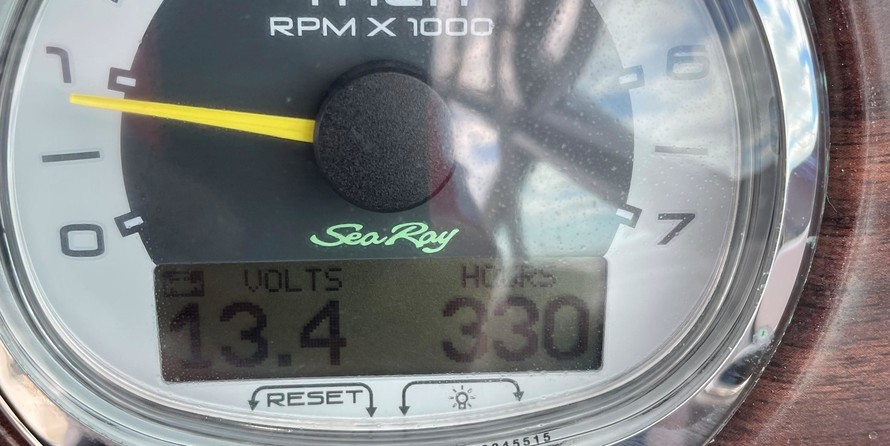 RPM X 1000
1
6
0
7
Sea Ray
VOLTS HOURS
13.4 330
RESET